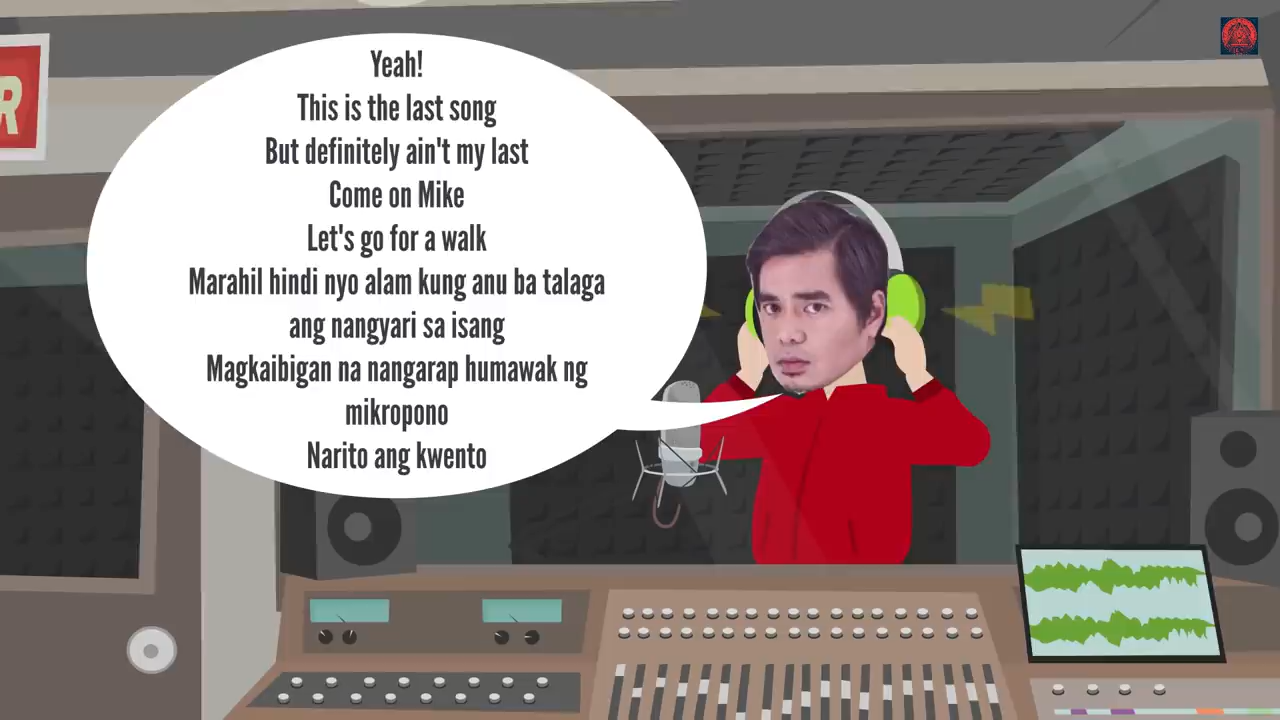 R
Yeah!
This is the last song
But definitely ain't my last
Come on Mike
Let's go for a walk
Marahil hindi nyo alam kung anu ba talaga
ang nangyari sa isang
Magkaibigan na nangarap humawak ng
mikropono
Narito ang kwento